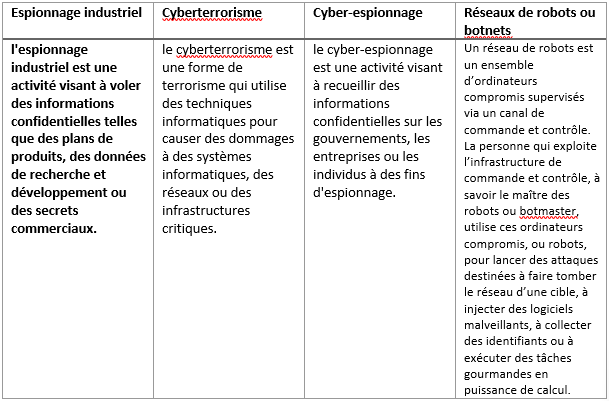 Espionnage industriel
Cyberterrorisme
Cyber-espionnage
Réseaux de robots ou
botnets
l'espionnage
industriel est une
activité visant à voler
des informations
confidentielles telles
que des plans de
produits, des données
de recherche et
développement ou
des secrets
commerciaux.
le cyberterrorisme est
une forme de
terrorisme qui utilise
des techniques
informatiques pour
causer des dommages
à des systèmes
informatiques, des
réseaux ou des
infrastructures
critiques.
le cyber-espionnage
est une activité visant
à recueillir des
informations
confidentielles sur les
gouvernements, les
entreprises ou les
individus à des fins
d'espionnage.
Un réseau de robots est
un ensemble
d’ordinateurs
compromis supervisés
via un canal de
commande et contrôle.
La personne qui exploite
l’infrastructure de
commande et contrôle, à
savoir le maître des
robots ou botmaster,
utilise ces ordinateurs
compromis, ou robots,
pour lancer des attaques
destinées à faire tomber
le réseau d’une cible, à
injecter des logiciels
malveillants, à collecter
des identifiants ou à
exécuter des tâches
gourmandes en
puissance de calcul.